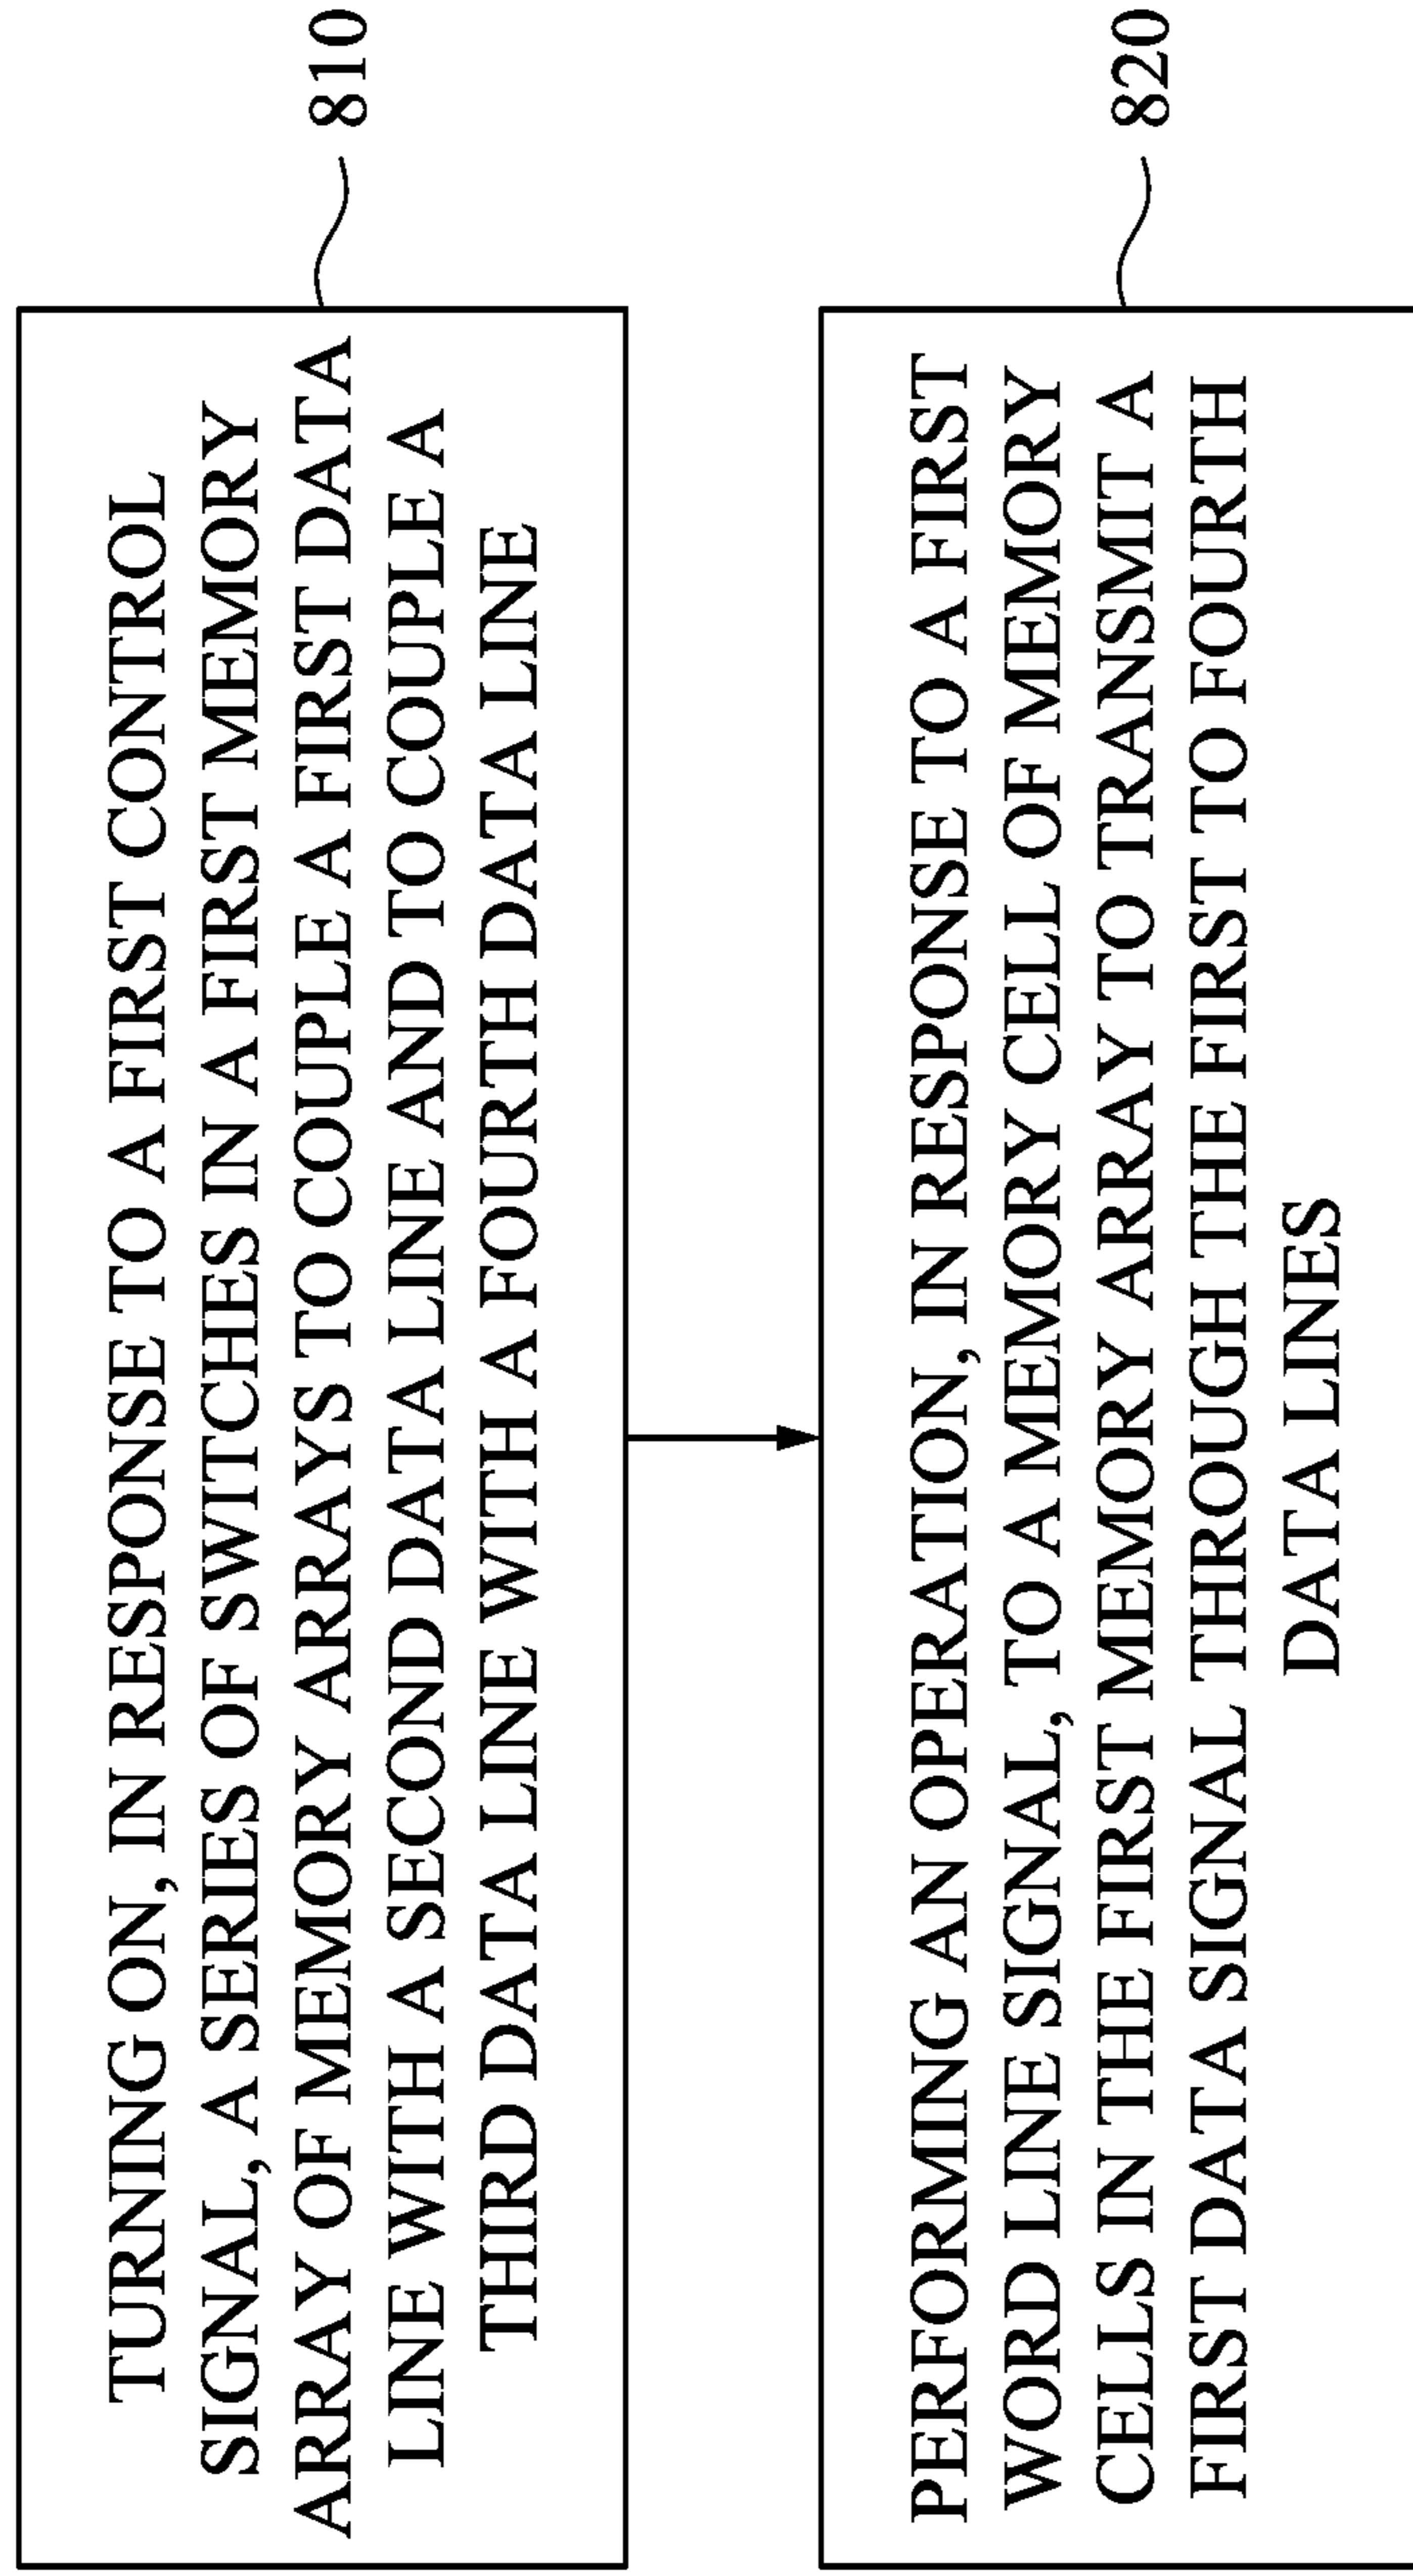 TURNING ON, IN RESPONSE TO A FIRST CONTROL
SIGNAL, A SERIES OF SWITCHES IN A FIRST MEMORY
ARRAY OF MEMORY ARRAYS TO COUPLE A FIRST DATA
LINE WITH A SECOND DATA LINE AND TO COUPLE A
THIRD DATA LINE WITH A FOURTH DATA LINE
810
PERFORMING AN OPERATION, IN RESPONSE TO A FIRST
WORD LINE SIGNAL, TO A MEMORY CELL OF MEMORY
CELLS IN THE FIRST MEMORY ARRAY TO TRANSMIT A
FIRST DATA SIGNAL THROUGH THE FIRST TO FOURTH
DATA LINES
820